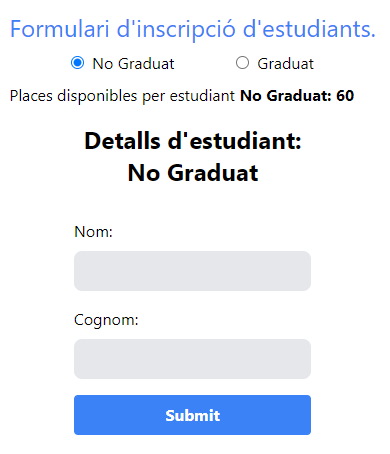 Formulari d'inscripció d'estudiants.
No Graduat Graduat
Places disponibles per estudiant No Graduat: 60
Detalls d'estudiant:
No Graduat
Nom:
Cognom:
Submit